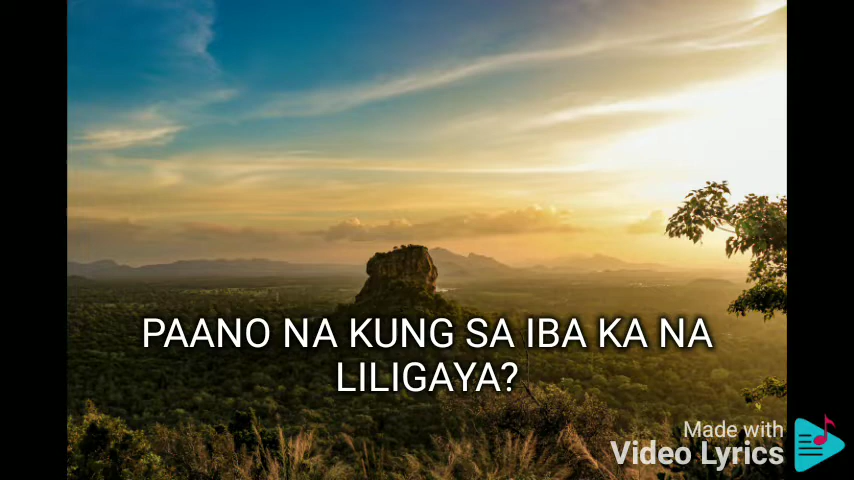 PAANO NA KUNG SA IBA KA NA
LILIGAYA?
Made with
Video Lyrics